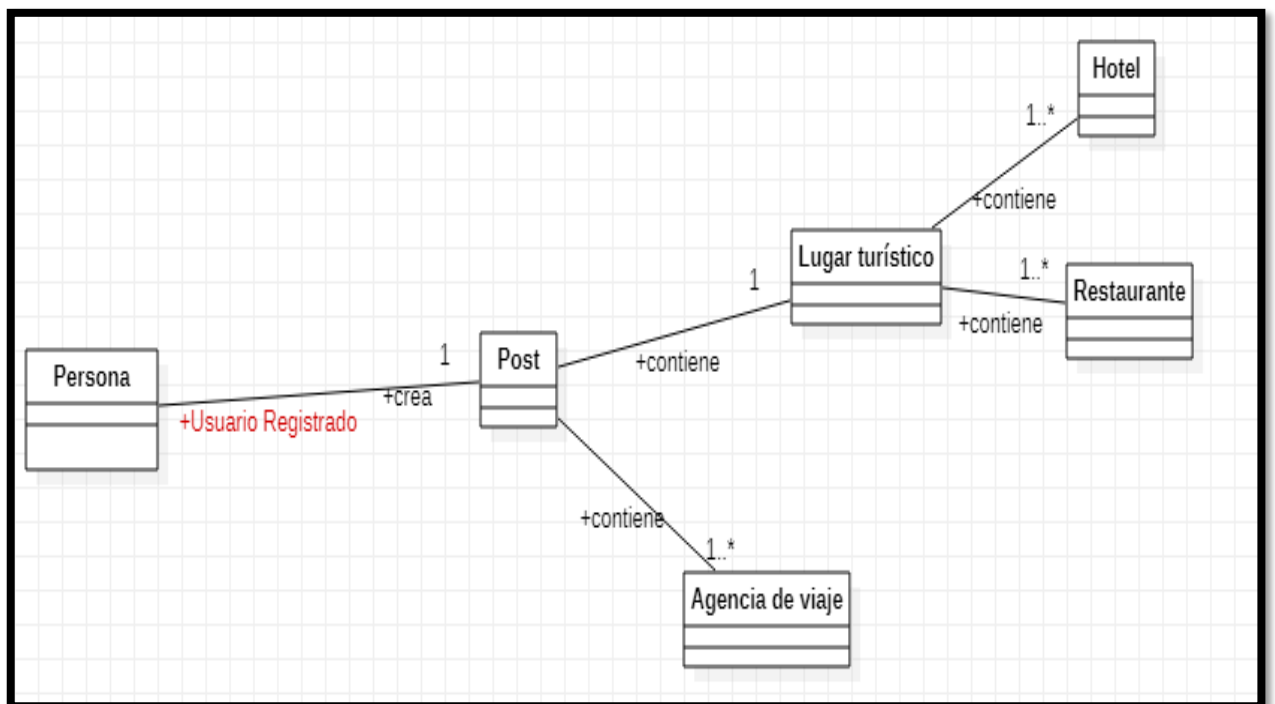 Hotel
1..*
+contiene
Lugar turístico
1..*
Restaurante
1
+contiene
+contiene
Post
1
Persona
+crea
+Usuario Registrado
+contiene
1..*
Agencia de viaje